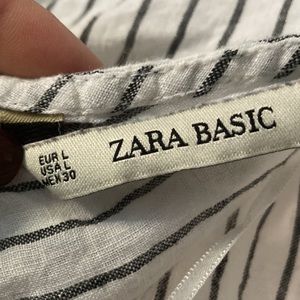 ZARA BASIC
EUR L
USA L
MEX 30